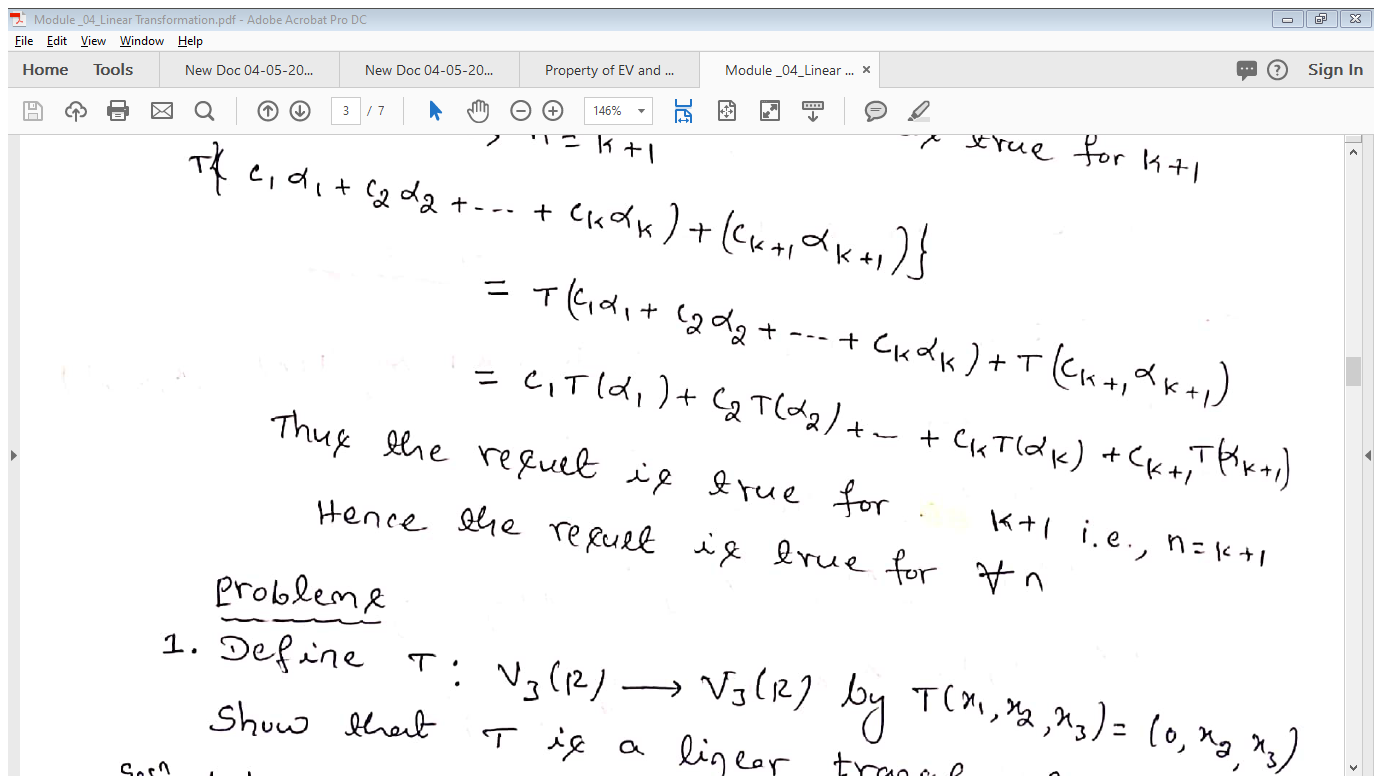 Module _04_Linear Transformation.pdf - Adobe Acrobat Pro DC
File Edit View Window Help
Home Tools New Doc 04-05-20... New Doc 04-05-20... Property of EV and ... Module _04_Linear ... × Sign In
3 / 7 146%
n = k+1 true for k+1
T{ c₁α₁ + c₂α₂ + ---- + cₖαₖ) + (cₖ₊₁αₖ₊₁)}
= T(c₁α₁ + c₂α₂ + --- + cₖαₖ) + T(cₖ₊₁αₖ₊₁)
= c₁T(α₁) + c₂T(α₂) + -- + cₖT(αₖ) + cₖ₊₁T(αₖ₊₁)
Thus the result is true for k+1 i.e., n = k+1
Hence the result is true for ∀ n
Problems
1. Define T: V₃(R) ⟶ V₃(R) by T(x₁, x₂, x₃) = (0, x₂, x₃)
Show that T is a linear